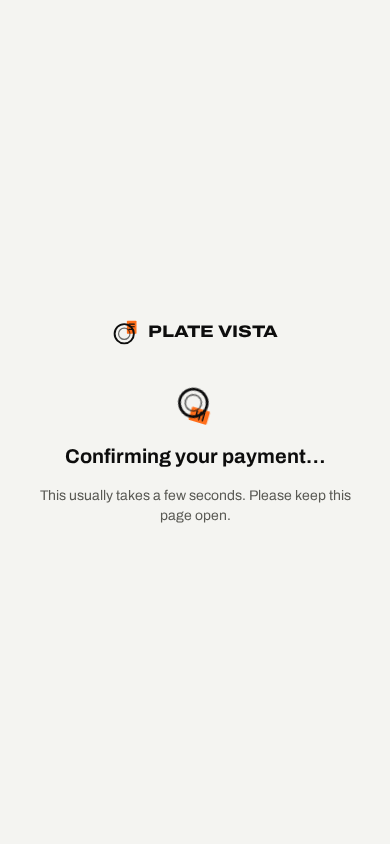 PLATE VISTA
Confirming your payment...
This usually takes a few seconds. Please keep this
page open.